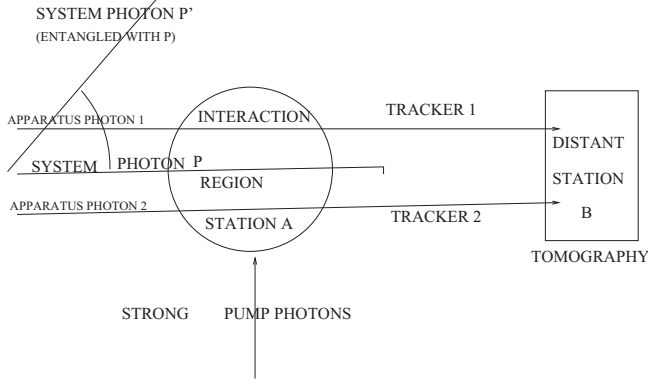 SYSTEM PHOTON P'
(ENTANGLED WITH P)
APPARATUS PHOTON 1
INTERACTION
TRACKER 1
DISTANT
SYSTEM PHOTON P
REGION
STATION
APPARATUS PHOTON 2
STATION A
TRACKER 2
B
TOMOGRAPHY
STRONG PUMP PHOTONS